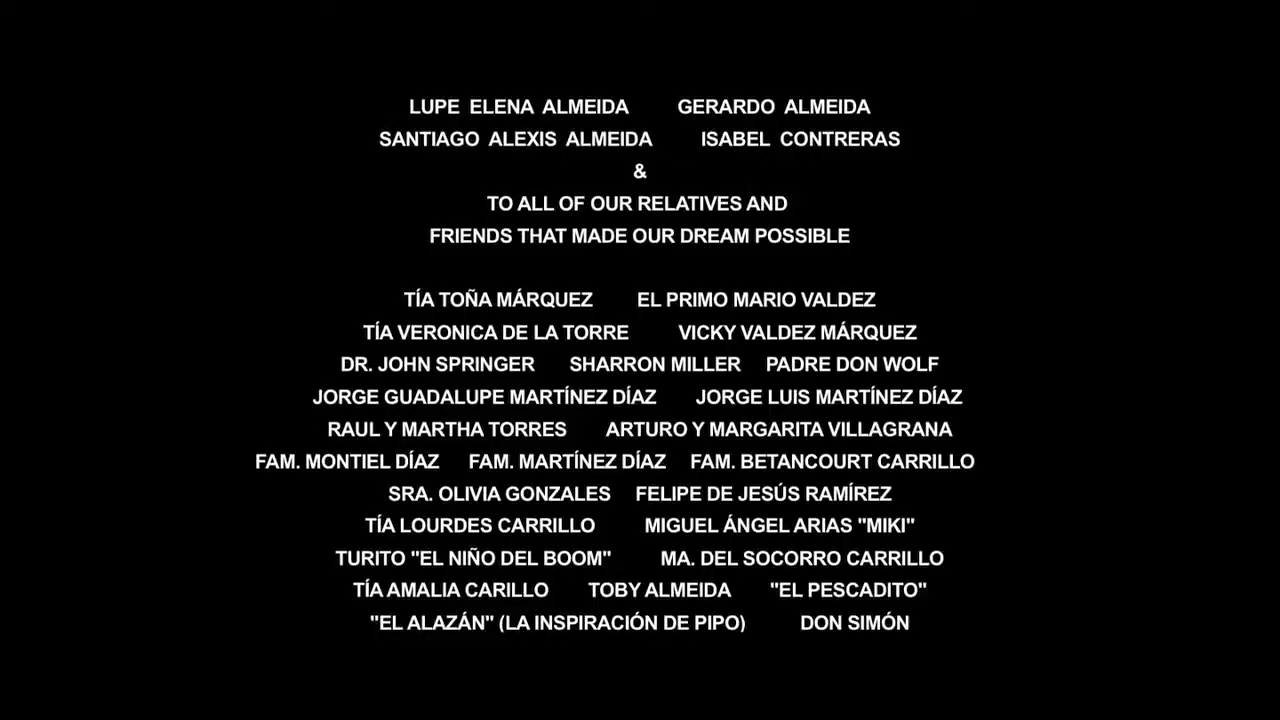 LUPE ELENA ALMEIDA GERARDO ALMEIDA
SANTIAGO ALEXIS ALMEIDA ISABEL CONTRERAS
&
TO ALL OF OUR RELATIVES AND
FRIENDS THAT MADE OUR DREAM POSSIBLE
TÍA TOÑA MÁRQUEZ EL PRIMO MARIO VALDEZ
TÍA VERONICA DE LA TORRE VICKY VALDEZ MÁRQUEZ
DR. JOHN SPRINGER SHARRON MILLER PADRE DON WOLF
JORGE GUADALUPE MARTÍNEZ DÍAZ JORGE LUIS MARTÍNEZ DÍAZ
RAUL Y MARTHA TORRES ARTURO Y MARGARITA VILLAGRANA
FAM. MONTIEL DÍAZ FAM. MARTÍNEZ DÍAZ FAM. BETANCOURT CARRILLO
SRA. OLIVIA GONZALES FELIPE DE JESÚS RAMÍREZ
TÍA LOURDES CARRILLO MIGUEL ÁNGEL ARIAS "MIKI"
TURITO "EL NIÑO DEL BOOM" MA. DEL SOCORRO CARRILLO
TÍA AMALIA CARILLO TOBY ALMEIDA "EL PESCADITO"
"EL ALAZÁN" (LA INSPIRACIÓN DE PIPO) DON SIMÓN